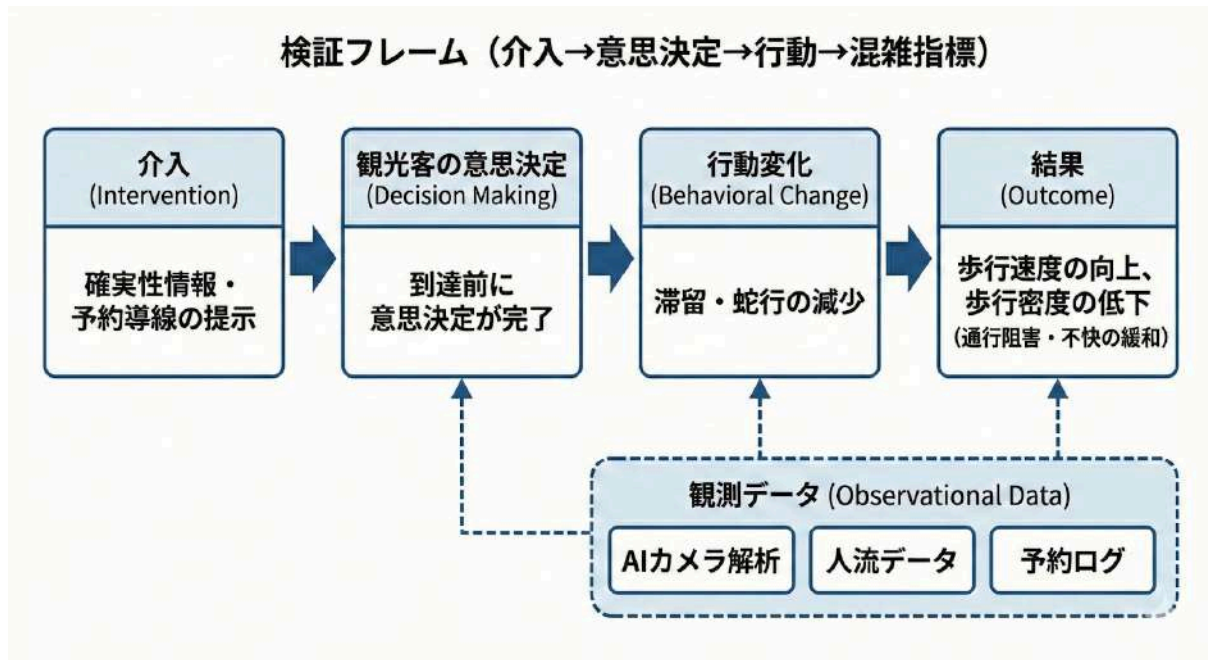 検証フレーム（介入→意思決定→行動→混雑指標）
介入
(Intervention)
確実性情報・
予約導線の提示
観光客の意思決定
(Decision Making)
到達前に
意思決定が完了
行動変化
(Behavioral Change)
滞留・蛇行の減少
結果
(Outcome)
歩行速度の向上、
歩行密度の低下
（通行阻害・不快の緩和）
観測データ (Observational Data)
AIカメラ解析
人流データ
予約ログ